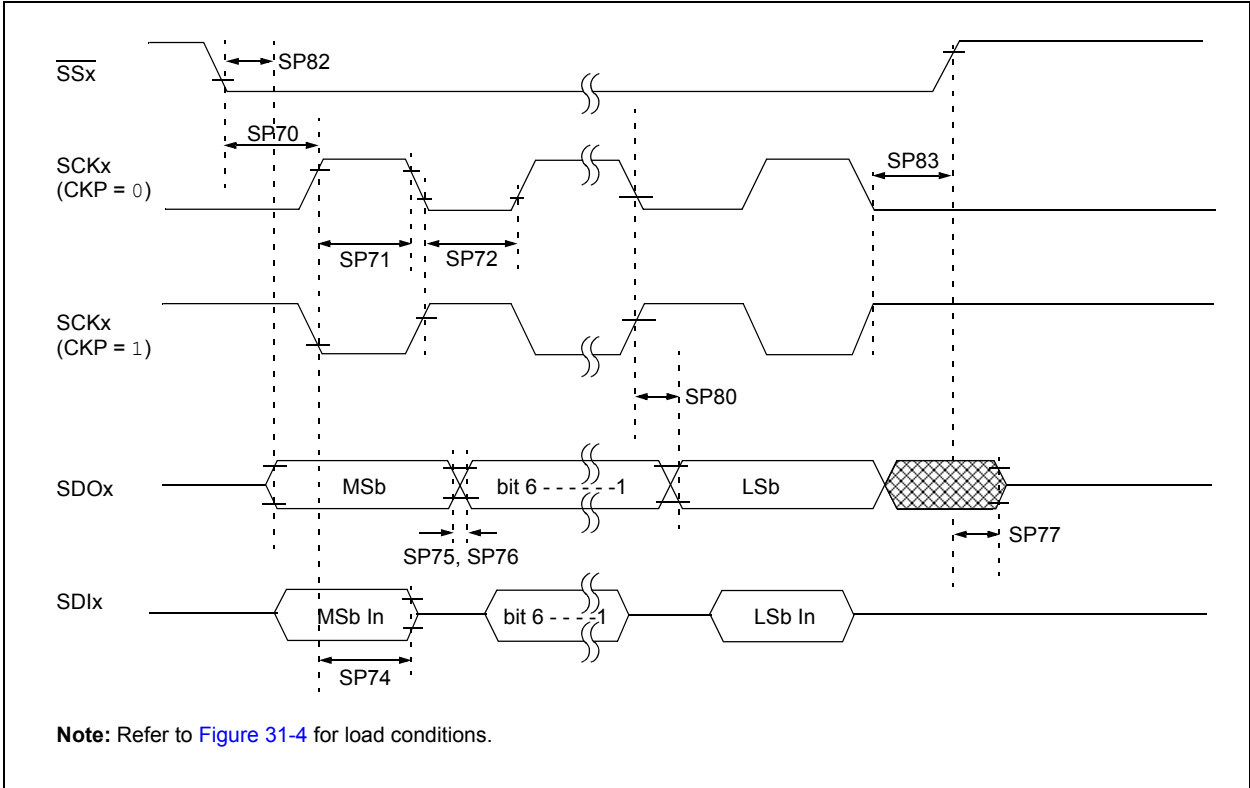 SSx
SP82
SP70
SCKx
(CKP = 0)
SP83
SP71
SP72
SCKx
(CKP = 1)
SP80
SDOx
MSb
bit 6 - - - - - -1
LSb
SP75, SP76
SP77
SDIx
MSb In
bit 6 - - - -1
LSb In
SP74
Note: Refer to Figure 31-4 for load conditions.